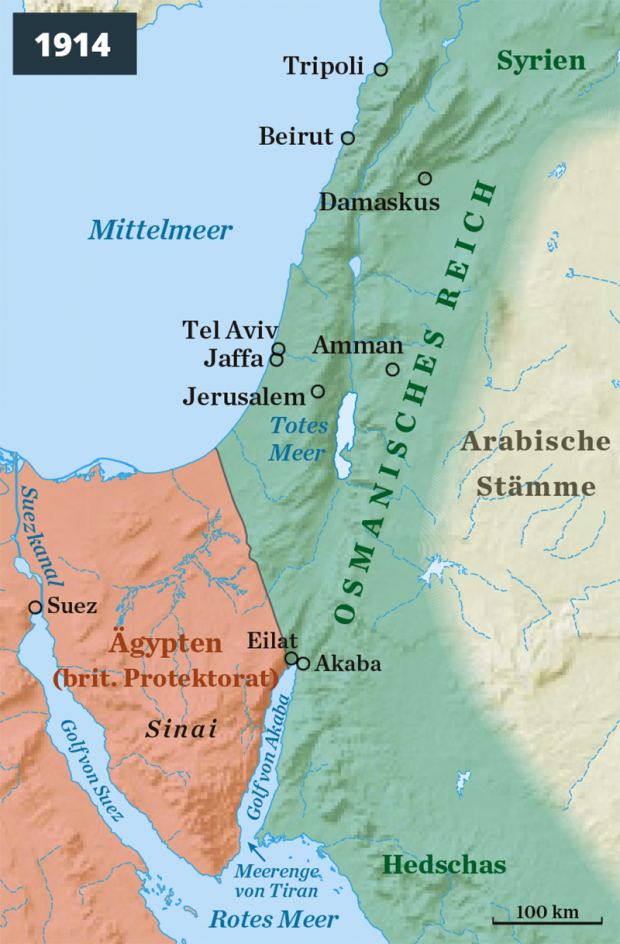 1914
Tripoli
Syrien
Beirut
Damaskus
Mittelmeer
OSMANISCHES REICH
Tel Aviv
Jaffa
Amman
Jerusalem
Totes
Meer
Arabische
Stämme
Suezkanal
Suez
Ägypten
(brit. Protektorat)
Eilat
Akaba
Sinai
Golf von Suez
Golf von Akaba
Meerenge
von Tiran
Hedschas
Rotes Meer
100 km